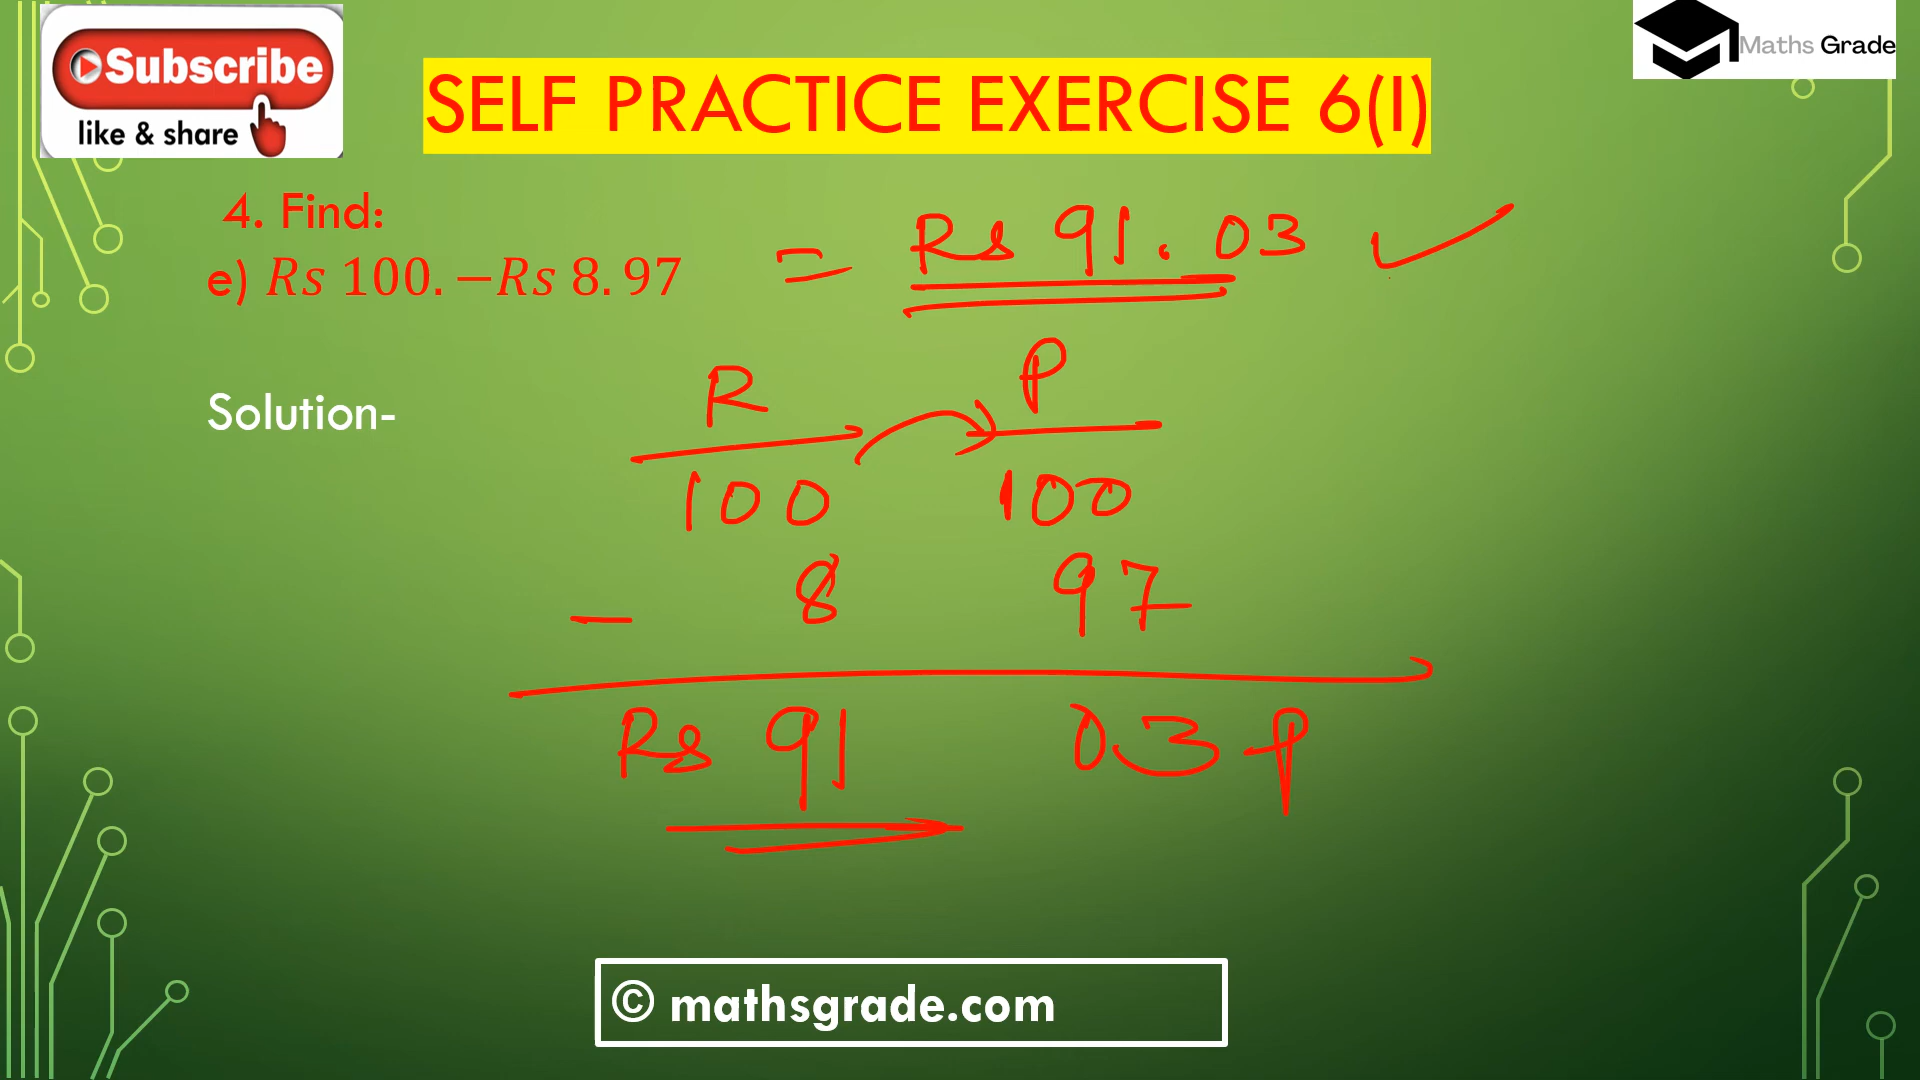 Subscribe
like & share
Maths Grade
SELF PRACTICE EXERCISE 6(I)
4. Find:
e) Rs 100. −Rs 8. 97 = Rs 91.03 ✓
Solution-
R P
100 100
− 8 97
Rs 91 03 P
© mathsgrade.com